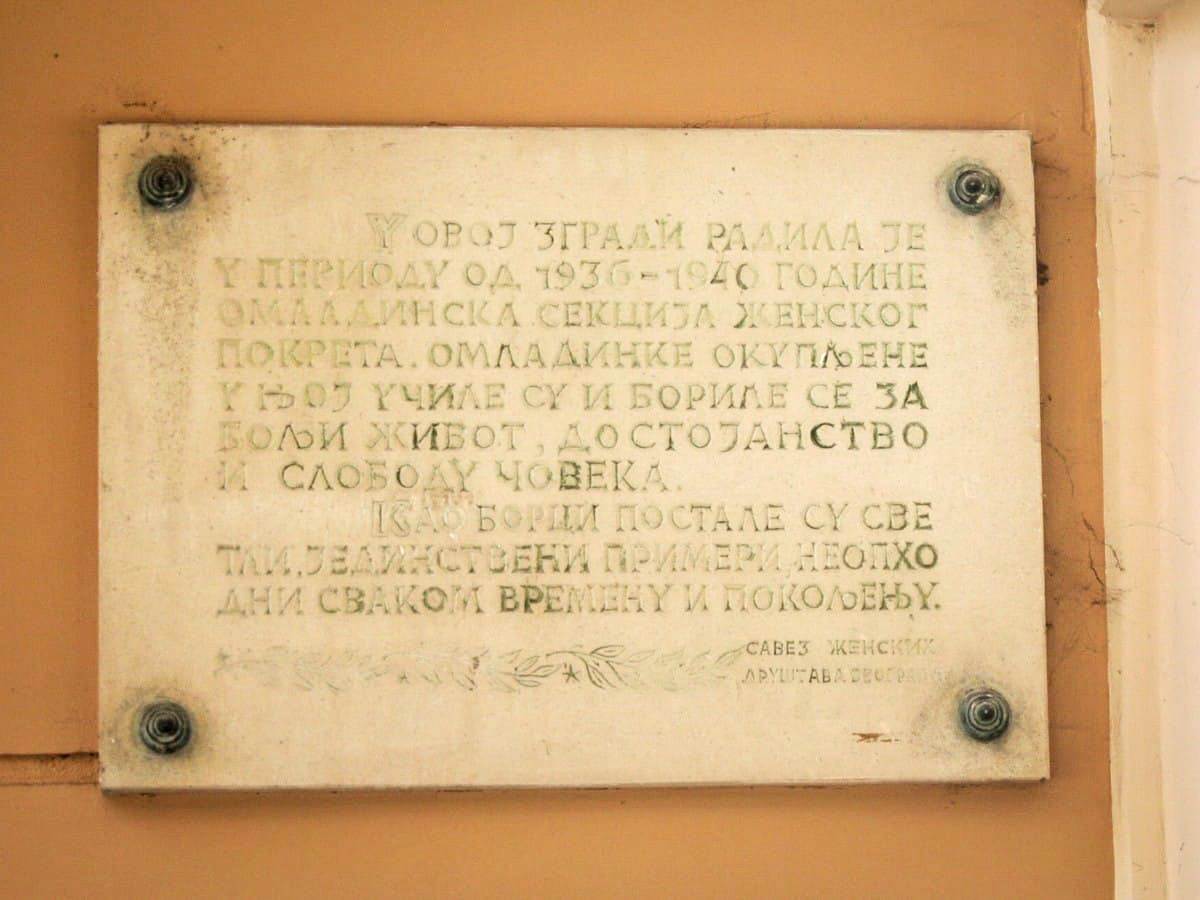 У ОВОЈ ЗГРАДИ РАДИЛА ЈЕ
У ПЕРИОДУ ОД 1936-1940 ГОДИНЕ
ОМЛАДИНСКА СЕКЦИЈА ЖЕНСКОГ
ПОКРЕТА. ОМЛАДИНКЕ ОКУПЉЕНЕ
У ЊОЈ УЧИЛЕ СУ И БОРИЛЕ СЕ ЗА
БОЉИ ЖИВОТ, ДОСТОЈАНСТВО
И СЛОБОДУ ЧОВЕКА.
КАО БОРЦИ ПОСТАЛЕ СУ СВЕ
ТЛИ, ЈЕДИНСТВЕНИ ПРИМЕРИ, НЕОПХО
ДНИ СВАКОМ ВРЕМЕНУ И ПОКОЉЕЊУ.
САВЕЗ ЖЕНСКИХ
ДРУШТАВА БЕОГРАДА